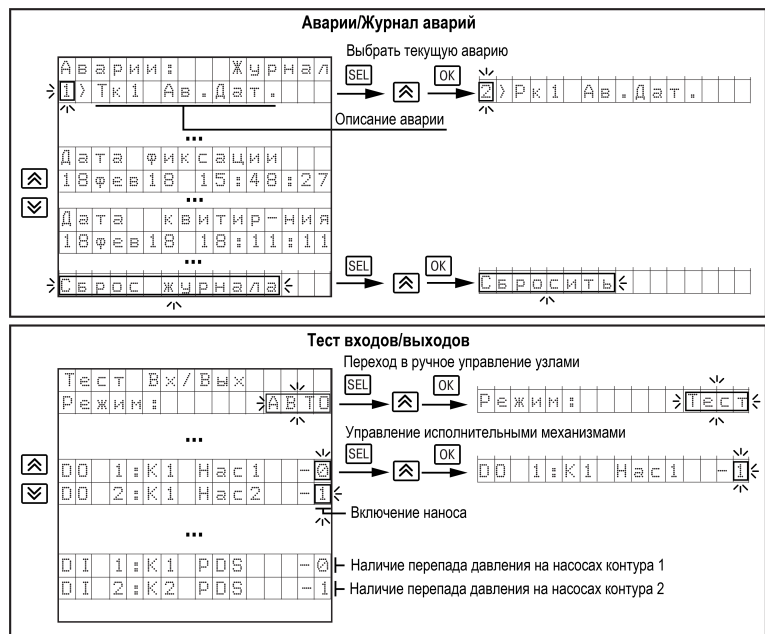 Аварии/Журнал аварий
Выбрать текущую аварию
Аварии: Журнал
1> Тк1 Ав.Дат.
SEL OK
2>Рк1 Ав.Дат.
Описание аварии
...
Дата фиксации
18фев18 15:48:27
...
Дата квитир-ния
18фев18 18:11:11
...
Сброс журнала
SEL OK
Сбросить
Тест входов/выходов
Переход в ручное управление узлами
Тест Вх/Вых
Режим: АВТО
SEL OK
Режим: Тест
...
Управление исполнительными механизмами
SEL OK
DO 1:К1 Нас1 -0
DO 2:К1 Нас2 -1
DO 1:К1 Нас1 -1
Включение наноса
...
DI 1:К1 PDS -0
Наличие перепада давления на насосах контура 1
DI 2:К2 PDS -1
Наличие перепада давления на насосах контура 2